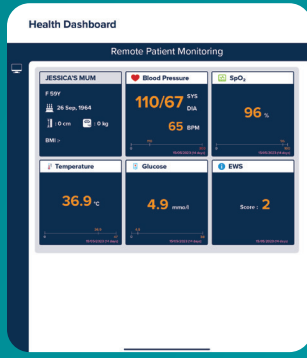 Health Dashboard
Remote Patient Monitoring
JESSICA'S MUM
F 59Y
26 Sep, 1964
: 0 cm : 0 kg
BMI :-
Blood Pressure
110/67 SYS
DIA
65 BPM
SpO₂
96 %
Temperature
36.9 °C
Glucose
4.9 mmo/l
EWS
Score : 2